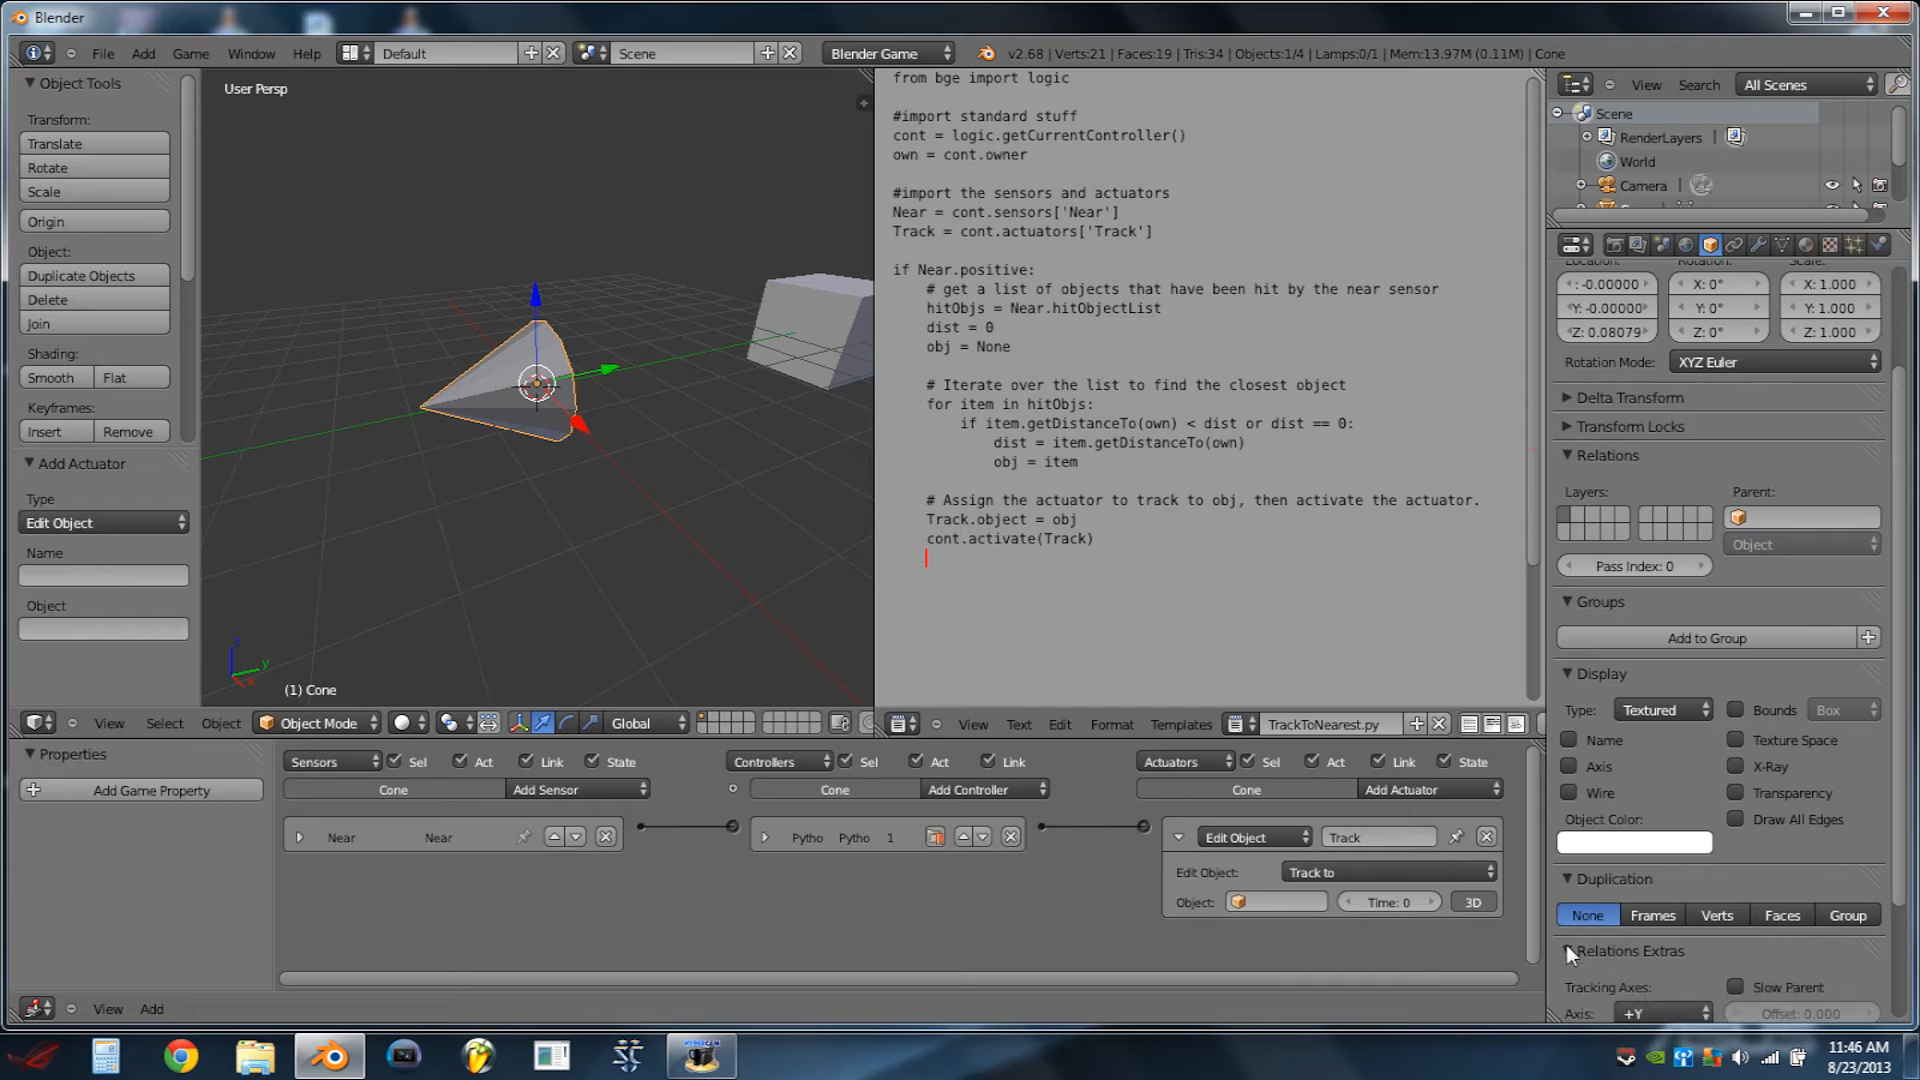 Blender
File Add Game Window Help Default Scene Blender Game v2.68 | Verts:21 | Faces:19 | Tris:34 | Objects:1/4 | Lamps:0/1 | Mem:13.97M (0.11M) | Cone
Object Tools
Transform:
Translate
Rotate
Scale
Origin
Object:
Duplicate Objects
Delete
Join
Shading:
Smooth Flat
Keyframes:
Insert Remove
Add Actuator
Type
Edit Object
Name
Object
User Persp
z
y
x
(1) Cone
View Select Object Object Mode Global
from bge import logic
#import standard stuff
cont = logic.getCurrentController()
own = cont.owner
#import the sensors and actuators
Near = cont.sensors['Near']
Track = cont.actuators['Track']
if Near.positive:
# get a list of objects that have been hit by the near sensor
hitObjs = Near.hitObjectList
dist = 0
obj = None
# Iterate over the list to find the closest object
for item in hitObjs:
if item.getDistanceTo(own) < dist or dist == 0:
dist = item.getDistanceTo(own)
obj = item
# Assign the actuator to track to obj, then activate the actuator.
Track.object = obj
cont.activate(Track)
View Text Edit Format Templates TrackToNearest.py
View Search All Scenes
Scene
RenderLayers |
World
Camera |
Location: Rotation: Scale:
: -0.00000 X: 0° X: 1.000
Y: -0.00000 Y: 0° Y: 1.000
Z: 0.08079 Z: 0° Z: 1.000
Rotation Mode: XYZ Euler
Delta Transform
Transform Locks
Relations
Layers: Parent:
Object
Pass Index: 0
Groups
Add to Group
Display
Type: Textured Bounds Box
Name Texture Space
Axis X-Ray
Wire Transparency
Object Color: Draw All Edges
Duplication
None Frames Verts Faces Group
Relations Extras
Tracking Axes: Slow Parent
Axis: +Y Offset: 0.000
Properties
Add Game Property
Sensors Sel Act Link State
Cone Add Sensor
Near Near
Controllers Sel Act Link
Cone Add Controller
Pytho Pytho 1
Actuators Sel Act Link State
Cone Add Actuator
Edit Object Track
Edit Object: Track to
Object: Time: 0 3D
View Add
HYPERCAM
11:46 AM
8/23/2013